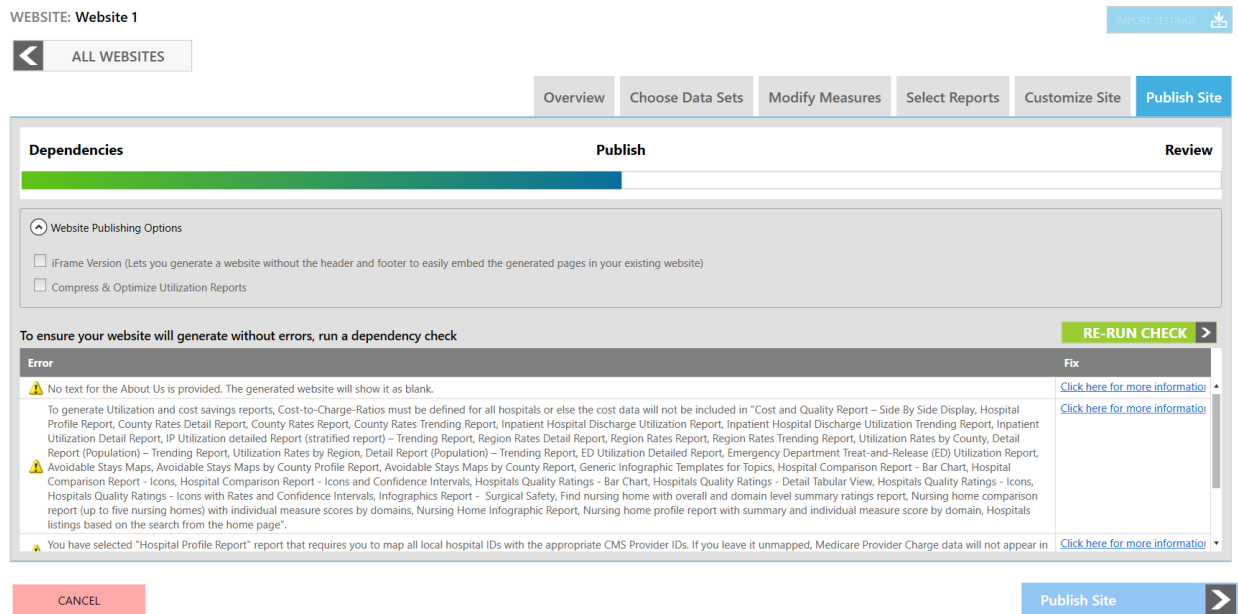 WEBSITE: Website 1
IMPORT SETTINGS
ALL WEBSITES
Overview
Choose Data Sets
Modify Measures
Select Reports
Customize Site
Publish Site
Dependencies
Publish
Review
Website Publishing Options
iFrame Version (Lets you generate a website without the header and footer to easily embed the generated pages in your existing website)
Compress & Optimize Utilization Reports
To ensure your website will generate without errors, run a dependency check
RE-RUN CHECK
Error
Fix
No text for the About Us is provided. The generated website will show it as blank.
Click here for more information
To generate Utilization and cost savings reports, Cost-to-Charge-Ratios must be defined for all hospitals or else the cost data will not be included in "Cost and Quality Report – Side By Side Display, Hospital
Click here for more information
Profile Report, County Rates Detail Report, County Rates Report, County Rates Trending Report, Inpatient Hospital Discharge Utilization Report, Inpatient Hospital Discharge Utilization Trending Report, Inpatient
Utilization Detail Report, IP Utilization detailed Report (stratified report) – Trending Report, Region Rates Detail Report, Region Rates Report, Region Rates Trending Report, Utilization Rates by County, Detail
Report (Population) – Trending Report, Utilization Rates by Region, Detail Report (Population) – Trending Report, ED Utilization Detailed Report, Emergency Department Treat-and-Release (ED) Utilization Report,
Avoidable Stays Maps, Avoidable Stays Maps by County Profile Report, Avoidable Stays Maps by County Report, Generic Infographic Templates for Topics, Hospital Comparison Report - Bar Chart, Hospital
Comparison Report - Icons, Hospital Comparison Report - Icons and Confidence Intervals, Hospitals Quality Ratings - Bar Chart, Hospitals Quality Ratings - Detail Tabular View, Hospitals Quality Ratings - Icons,
Hospitals Quality Ratings - Icons with Rates and Confidence Intervals, Infographics Report - Surgical Safety, Find nursing home with overall and domain level summary ratings report, Nursing home comparison
report (up to five nursing homes) with individual measure scores by domains, Nursing Home Infographic Report, Nursing home profile report with summary and individual measure score by domain, Hospitals
listings based on the search from the home page".
You have selected "Hospital Profile Report" report that requires you to map all local hospital IDs with the appropriate CMS Provider IDs. If you leave it unmapped, Medicare Provider Charge data will not appear in
Click here for more information
CANCEL
Publish Site